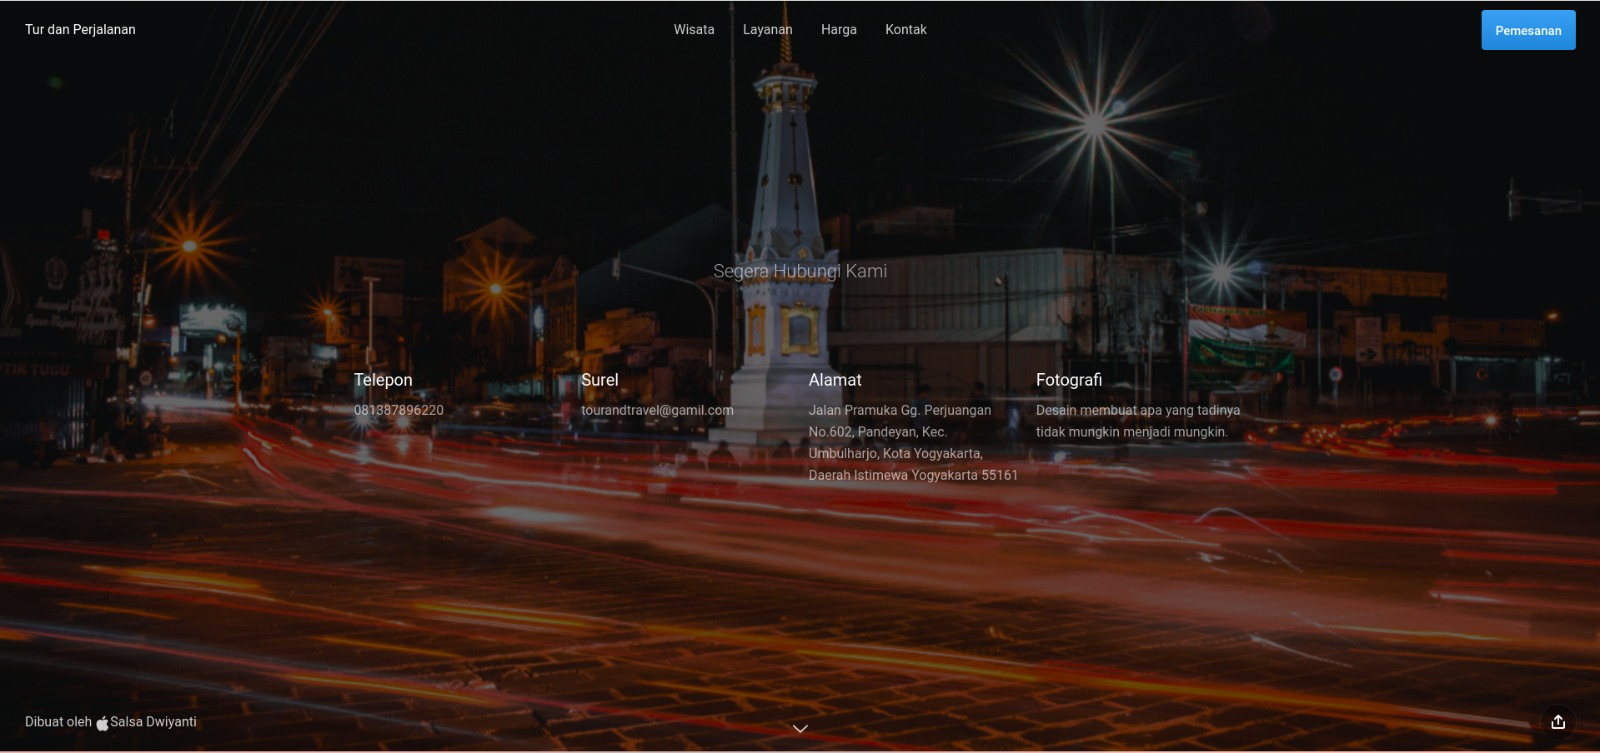 Tur dan Perjalanan
Wisata
Layanan
Harga
Kontak
Pemesanan
Segera Hubungi Kami
Telepon
081387896220
Surel
tourandtravel@gamil.com
Alamat
Jalan Pramuka Gg. Perjuangan
No.602, Pandeyan, Kec.
Umbulharjo, Kota Yogyakarta,
Daerah Istimewa Yogyakarta 55161
Fotografi
Desain membuat apa yang tadinya
tidak mungkin menjadi mungkin.
Dibuat oleh Salsa Dwiyanti